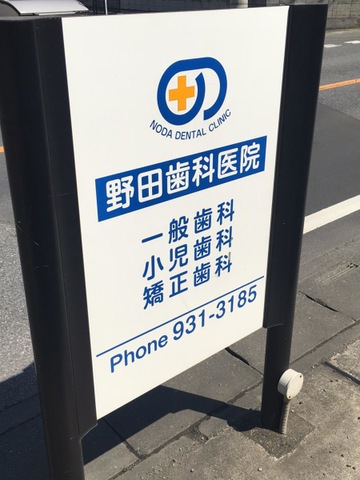 NODA DENTAL CLINIC
野田歯科医院
一般歯科
小児歯科
矯正歯科
Phone 931-3185